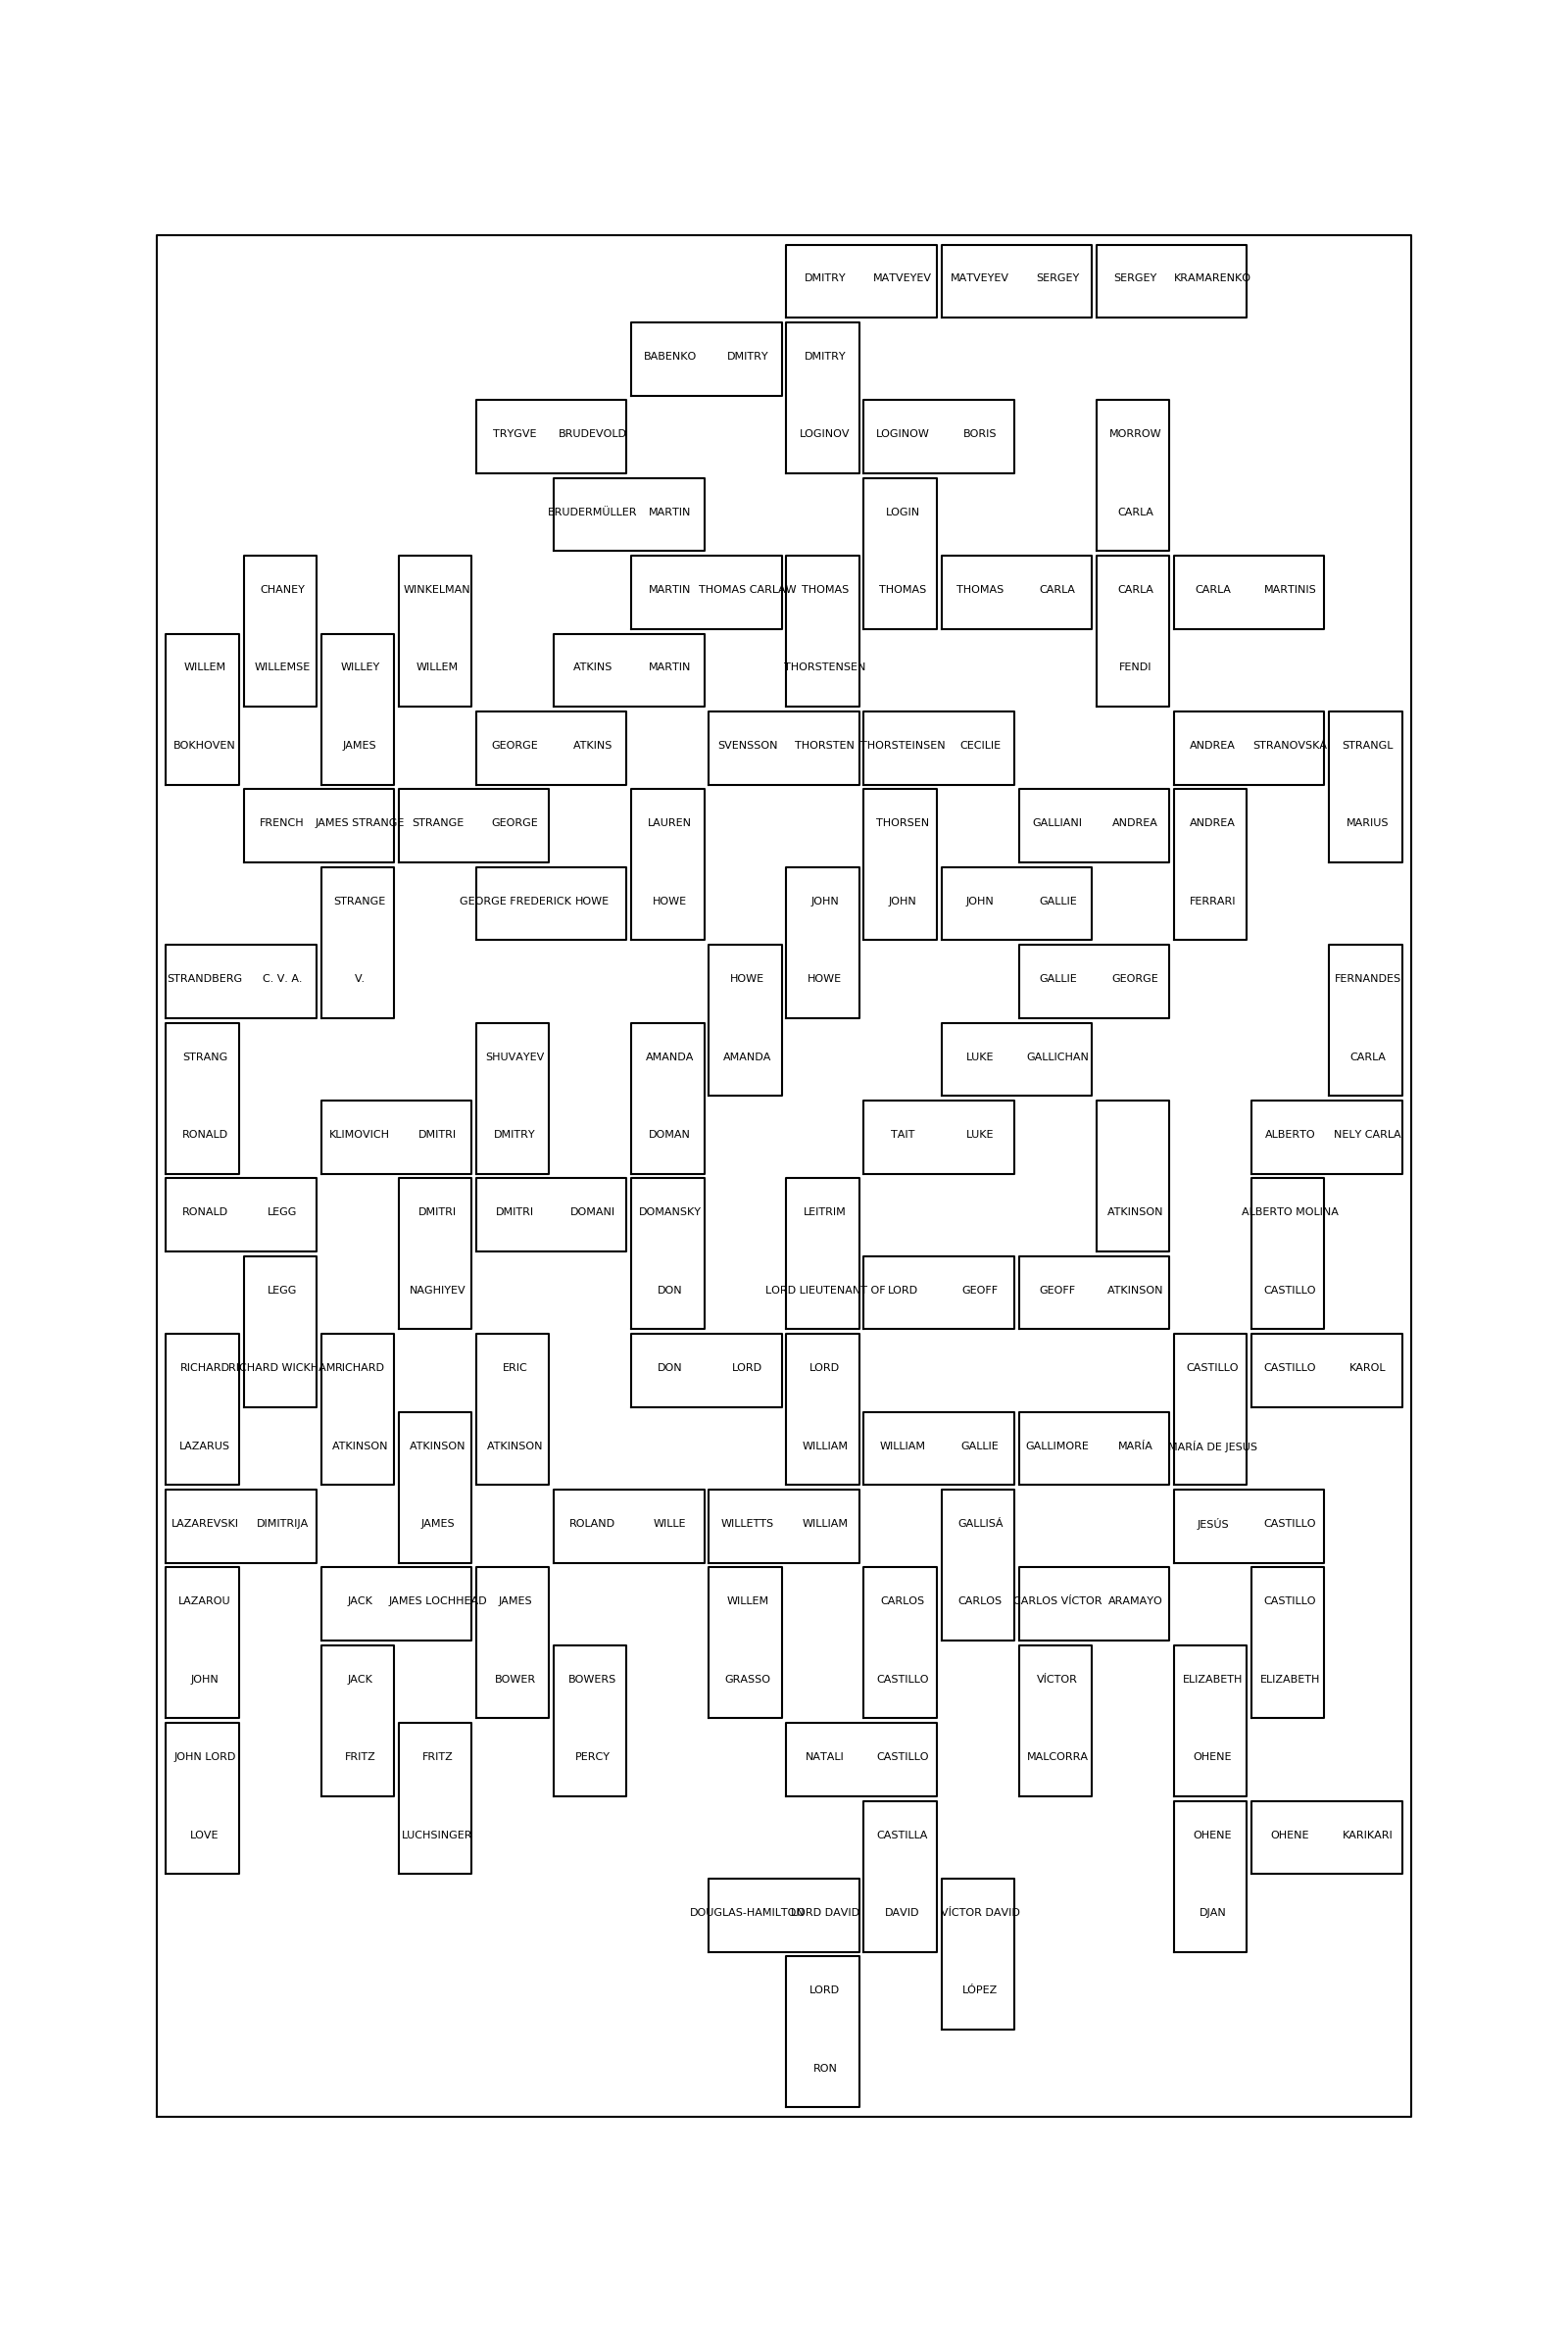 DMITRY MATVEYEV MATVEYEV SERGEY SERGEY KRAMARENKO
BABENKO DMITRY DMITRY
TRYGVE BRUDEVOLD LOGINOV LOGINOW BORIS MORROW
BRUDERMÜLLER MARTIN LOGIN CARLA
CHANEY WINKELMAN MARTIN THOMAS CARLAW THOMAS THOMAS THOMAS CARLA CARLA CARLA MARTINIS
WILLEM WILLEMSE WILLEY WILLEM ATKINS MARTIN THORSTENSEN FENDI
BOKHOVEN JAMES GEORGE ATKINS SVENSSON THORSTEN THORSTEINSEN CECILIE ANDREA STRANOVSKÁ STRANGL
FRENCH JAMES STRANGE STRANGE GEORGE LAUREN THORSEN GALLIANI ANDREA ANDREA MARIUS
STRANGE GEORGE FREDERICK HOWE HOWE JOHN JOHN JOHN GALLIE FERRARI
STRANDBERG C. V. A. V. HOWE HOWE GALLIE GEORGE FERNANDES
STRANG SHUVAYEV AMANDA AMANDA LUKE GALLICHAN CARLA
RONALD KLIMOVICH DMITRI DMITRY DOMAN TAIT LUKE ALBERTO NELY CARLA
RONALD LEGG DMITRI DMITRI DOMANI DOMANSKY LEITRIM ATKINSON ALBERTO MOLINA
LEGG NAGHIYEV DON LORD LIEUTENANT OF LORD GEOFF GEOFF ATKINSON CASTILLO
RICHARD RICHARD WICKHAM RICHARD ERIC DON LORD LORD CASTILLO CASTILLO KAROL
LAZARUS ATKINSON ATKINSON ATKINSON WILLIAM WILLIAM GALLIE GALLIMORE MARÍA MARÍA DE JESUS
LAZAREVSKI DIMITRIJA JAMES ROLAND WILLE WILLETTS WILLIAM GALLISÁ JESÚS CASTILLO
LAZAROU JACK JAMES LOCHHEAD JAMES WILLEM CARLOS CARLOS CARLOS VÍCTOR ARAMAYO CASTILLO
JOHN JACK BOWER BOWERS GRASSO CASTILLO VÍCTOR ELIZABETH ELIZABETH
JOHN LORD FRITZ FRITZ PERCY NATALI CASTILLO MALCORRA OHENE
LOVE LUCHSINGER CASTILLA OHENE OHENE KARIKARI
DOUGLAS-HAMILTON LORD DAVID DAVID VÍCTOR DAVID DJAN
LORD LÓPEZ
RON